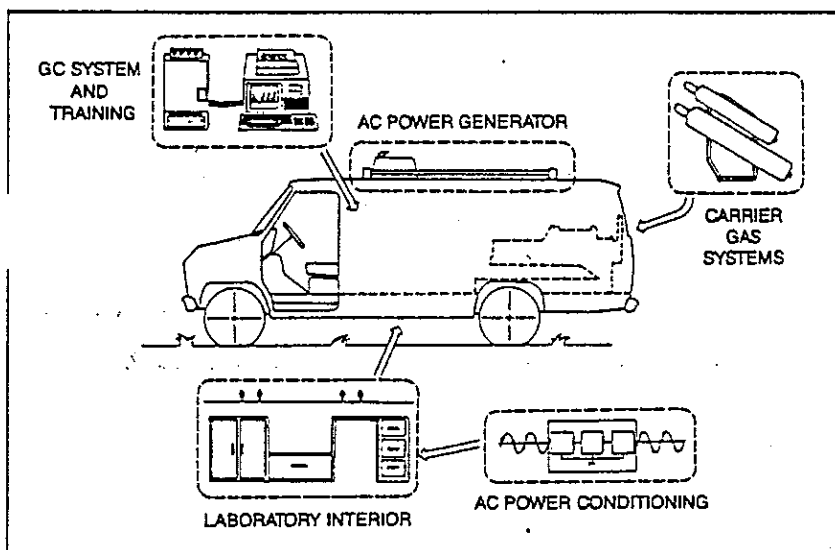 GC SYSTEM
AND
TRAINING
AC POWER GENERATOR
CARRIER
GAS
SYSTEMS
LABORATORY INTERIOR
AC POWER CONDITIONING